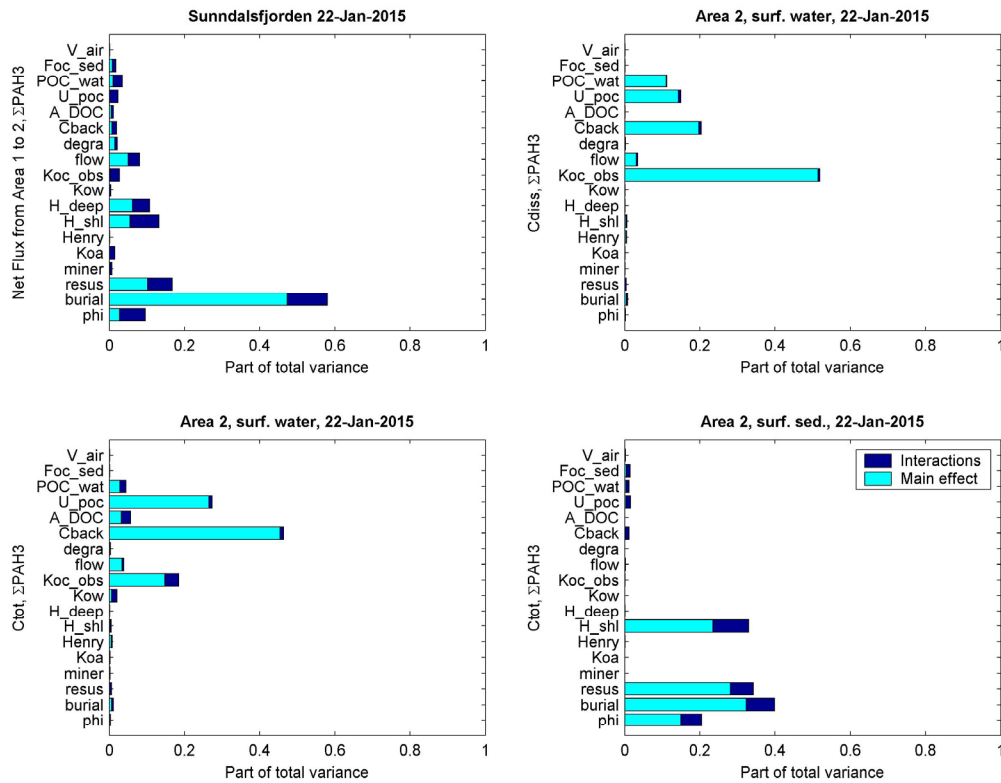 Sunndalsfjorden 22-Jan-2015
Net Flux from Area 1 to 2, ΣPAH3
V_air
Foc_sed
POC_wat
U_poc
A_DOC
Cback
degra
flow
Koc_obs
Kow
H_deep
H_shl
Henry
Koa
miner
resus
burial
phi
0
0.2
0.4
0.6
0.8
1
Part of total variance
Area 2, surf. water, 22-Jan-2015
Cdiss, ΣPAH3
V_air
Foc_sed
POC_wat
U_poc
A_DOC
Cback
degra
flow
Koc_obs
Kow
H_deep
H_shl
Henry
Koa
miner
resus
burial
phi
0
0.2
0.4
0.6
0.8
1
Part of total variance
Area 2, surf. water, 22-Jan-2015
Ctot, ΣPAH3
V_air
Foc_sed
POC_wat
U_poc
A_DOC
Cback
degra
flow
Koc_obs
Kow
H_deep
H_shl
Henry
Koa
miner
resus
burial
phi
0
0.2
0.4
0.6
0.8
1
Part of total variance
Area 2, surf. sed., 22-Jan-2015
Ctot, ΣPAH3
V_air
Foc_sed
POC_wat
U_poc
A_DOC
Cback
degra
flow
Koc_obs
Kow
H_deep
H_shl
Henry
Koa
miner
resus
burial
phi
Interactions
Main effect
0
0.2
0.4
0.6
0.8
1
Part of total variance